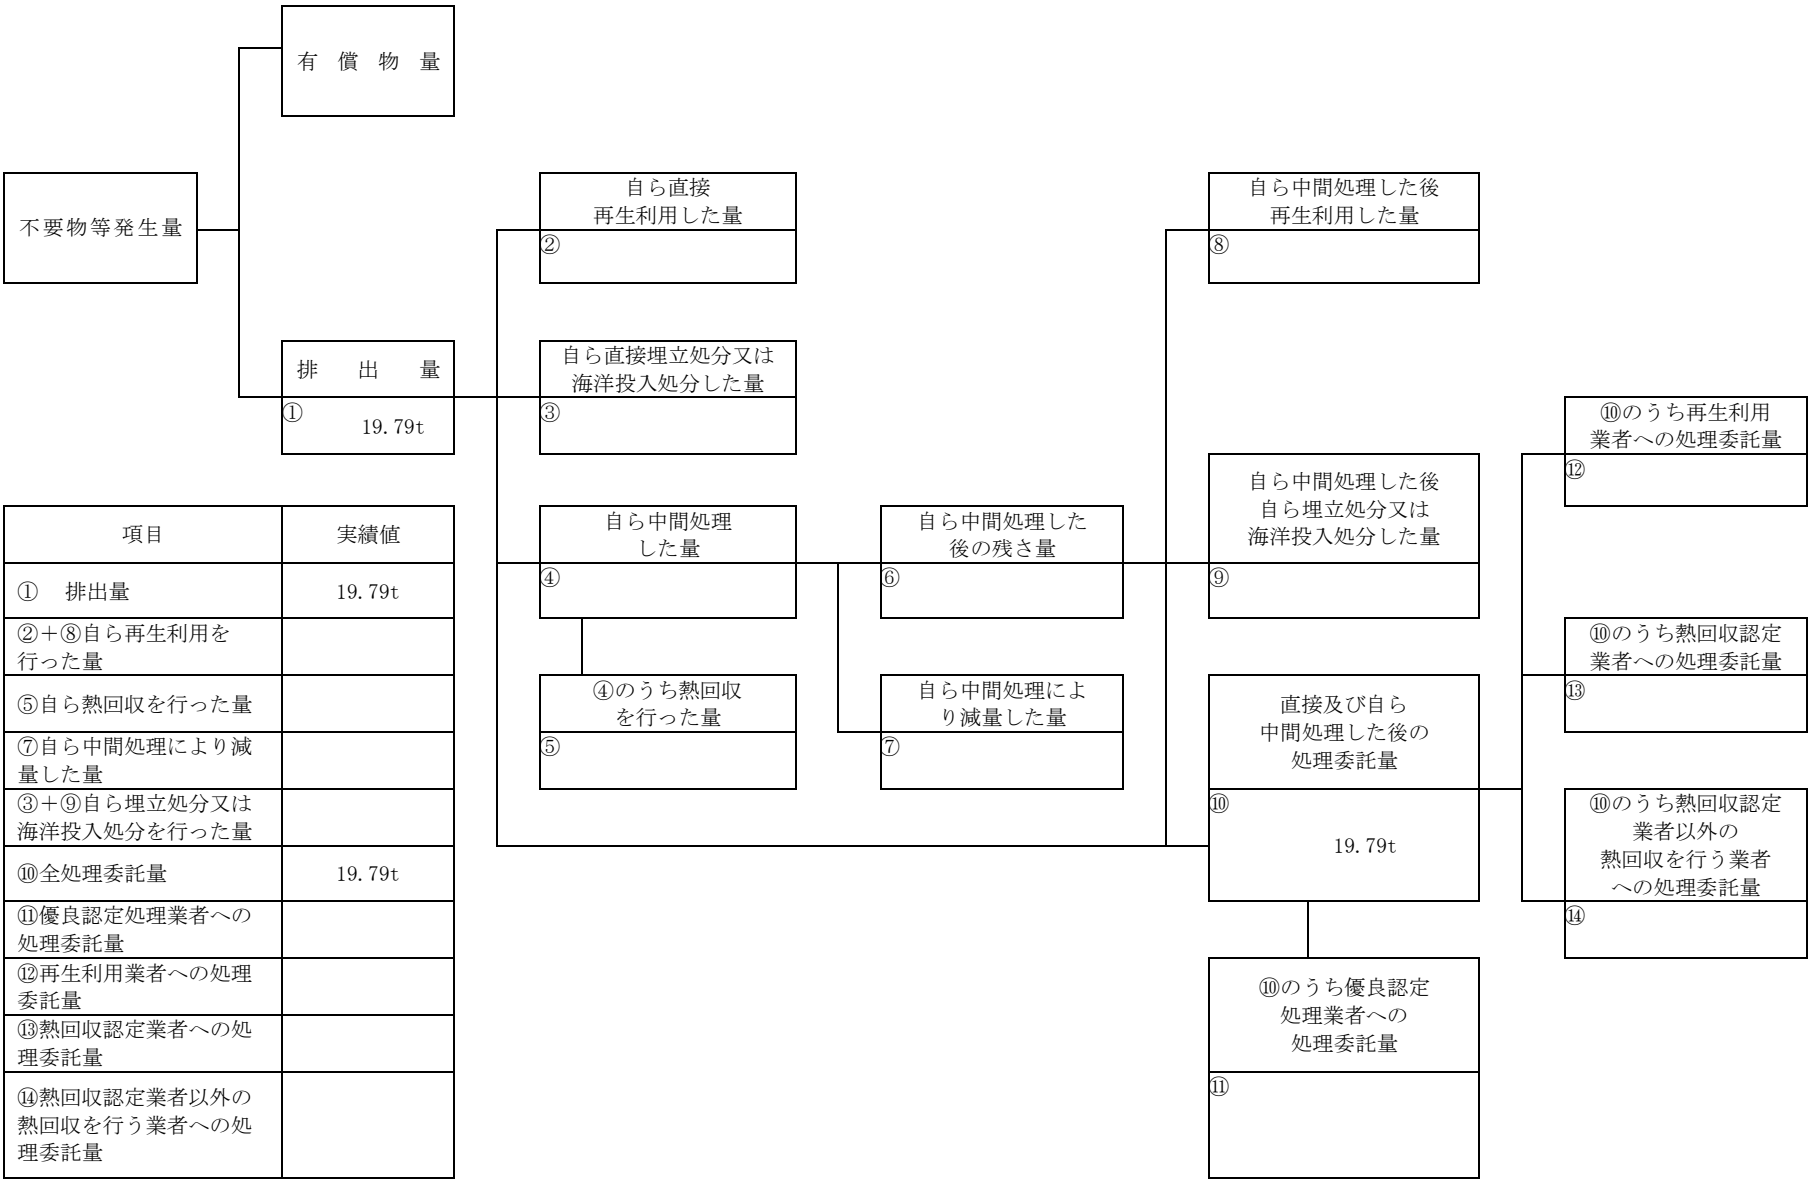 有償物量
不要物等発生量
排出量
①
19.79t
自ら直接
再生利用した量
②
自ら直接埋立処分又は
海洋投入処分した量
③
自ら中間処理
した量
④
④のうち熱回収
を行った量
⑤
自ら中間処理した
後の残さ量
⑥
自ら中間処理によ
り減量した量
⑦
自ら中間処理した後
再生利用した量
⑧
自ら中間処理した後
自ら埋立処分又は
海洋投入処分した量
⑨
直接及び自ら
中間処理した後の
処理委託量
⑩
19.79t
⑩のうち優良認定
処理業者への
処理委託量
⑪
⑩のうち再生利用
業者への処理委託量
⑫
⑩のうち熱回収認定
業者への処理委託量
⑬
⑩のうち熱回収認定
業者以外の
熱回収を行う業者
への処理委託量
⑭
項目 実績値
① 排出量 19.79t
②+⑧自ら再生利用を
行った量
⑤自ら熱回収を行った量
⑦自ら中間処理により減
量した量
③+⑨自ら埋立処分又は
海洋投入処分を行った量
⑩全処理委託量 19.79t
⑪優良認定処理業者への
処理委託量
⑫再生利用業者への処理
委託量
⑬熱回収認定業者への処
理委託量
⑭熱回収認定業者以外の
熱回収を行う業者への処
理委託量